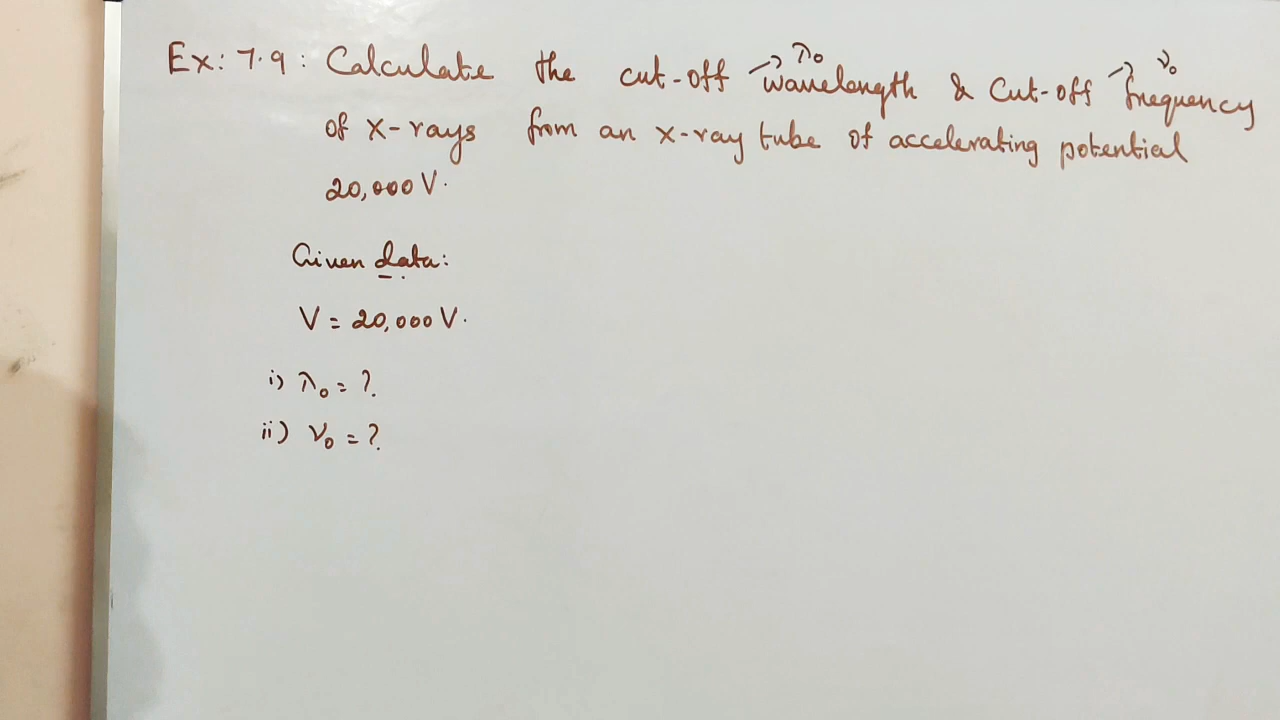 λ₀ ν₀
Ex: 7.9: Calculate the cut-off → wavelength & Cut-off → frequency
of x-rays from an x-ray tube of accelerating potential
20,000 V.
Given data:
V = 20,000 V.
i) λ₀ = ?
ii) ν₀ = ?